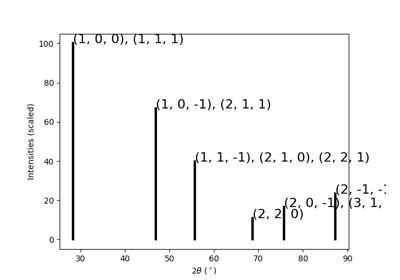 100
(1, 0, 0), (1, 1, 1)
80
(1, 0, -1), (2, 1, 1)
60
(1, 1, -1), (2, 1, 0), (2, 2, 1)
40
(2, -1, -1
(2, 0, -1), (3, 1,
20
(2, 2, 0)
0
30 40 50 60 70 80 90
2θ (°)
Intensities (scaled)